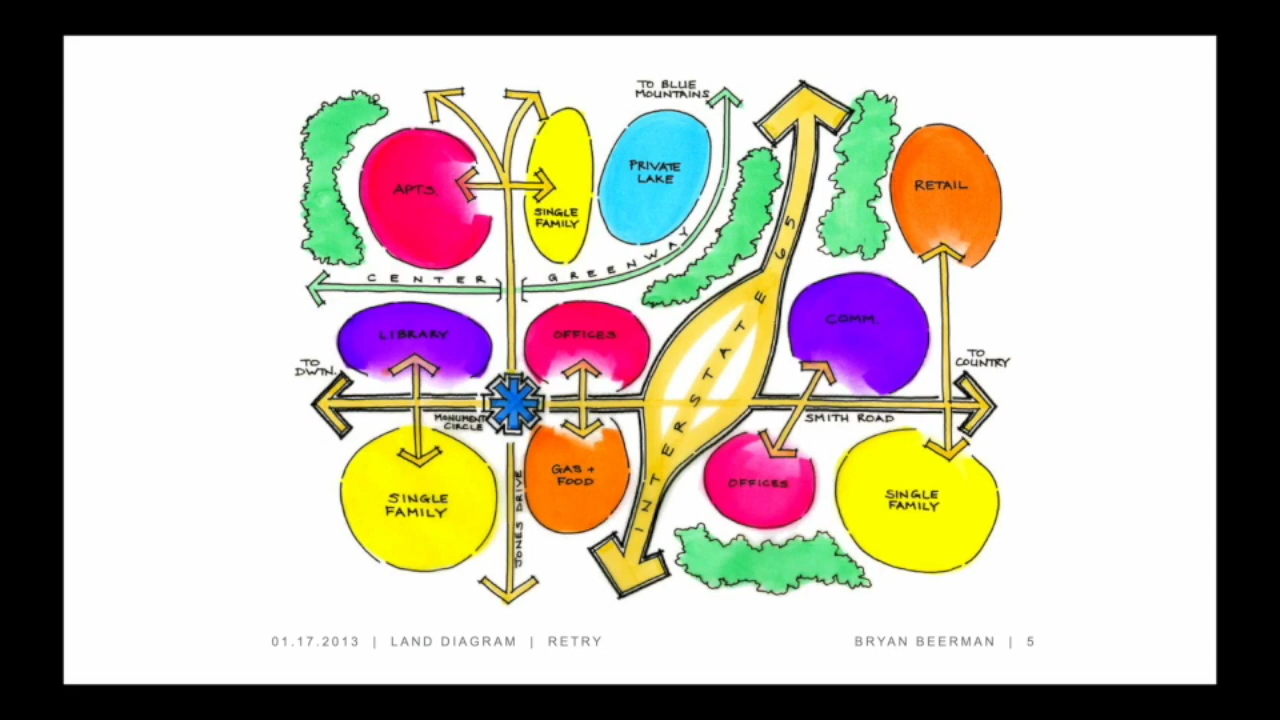 TO BLUE
MOUNTAINS
APTS.
SINGLE
FAMILY
PRIVATE
LAKE
RETAIL
CENTER GREENWAY
INTERSTATE 65
LIBRARY
OFFICES
COMM.
TO
DWTN.
TO
COUNTRY
MONUMENT
CIRCLE
SMITH ROAD
SINGLE
FAMILY
JONES DRIVE
GAS +
FOOD
OFFICES
SINGLE
FAMILY
01.17.2013 | LAND DIAGRAM | RETRY
BRYAN BEERMAN | 5